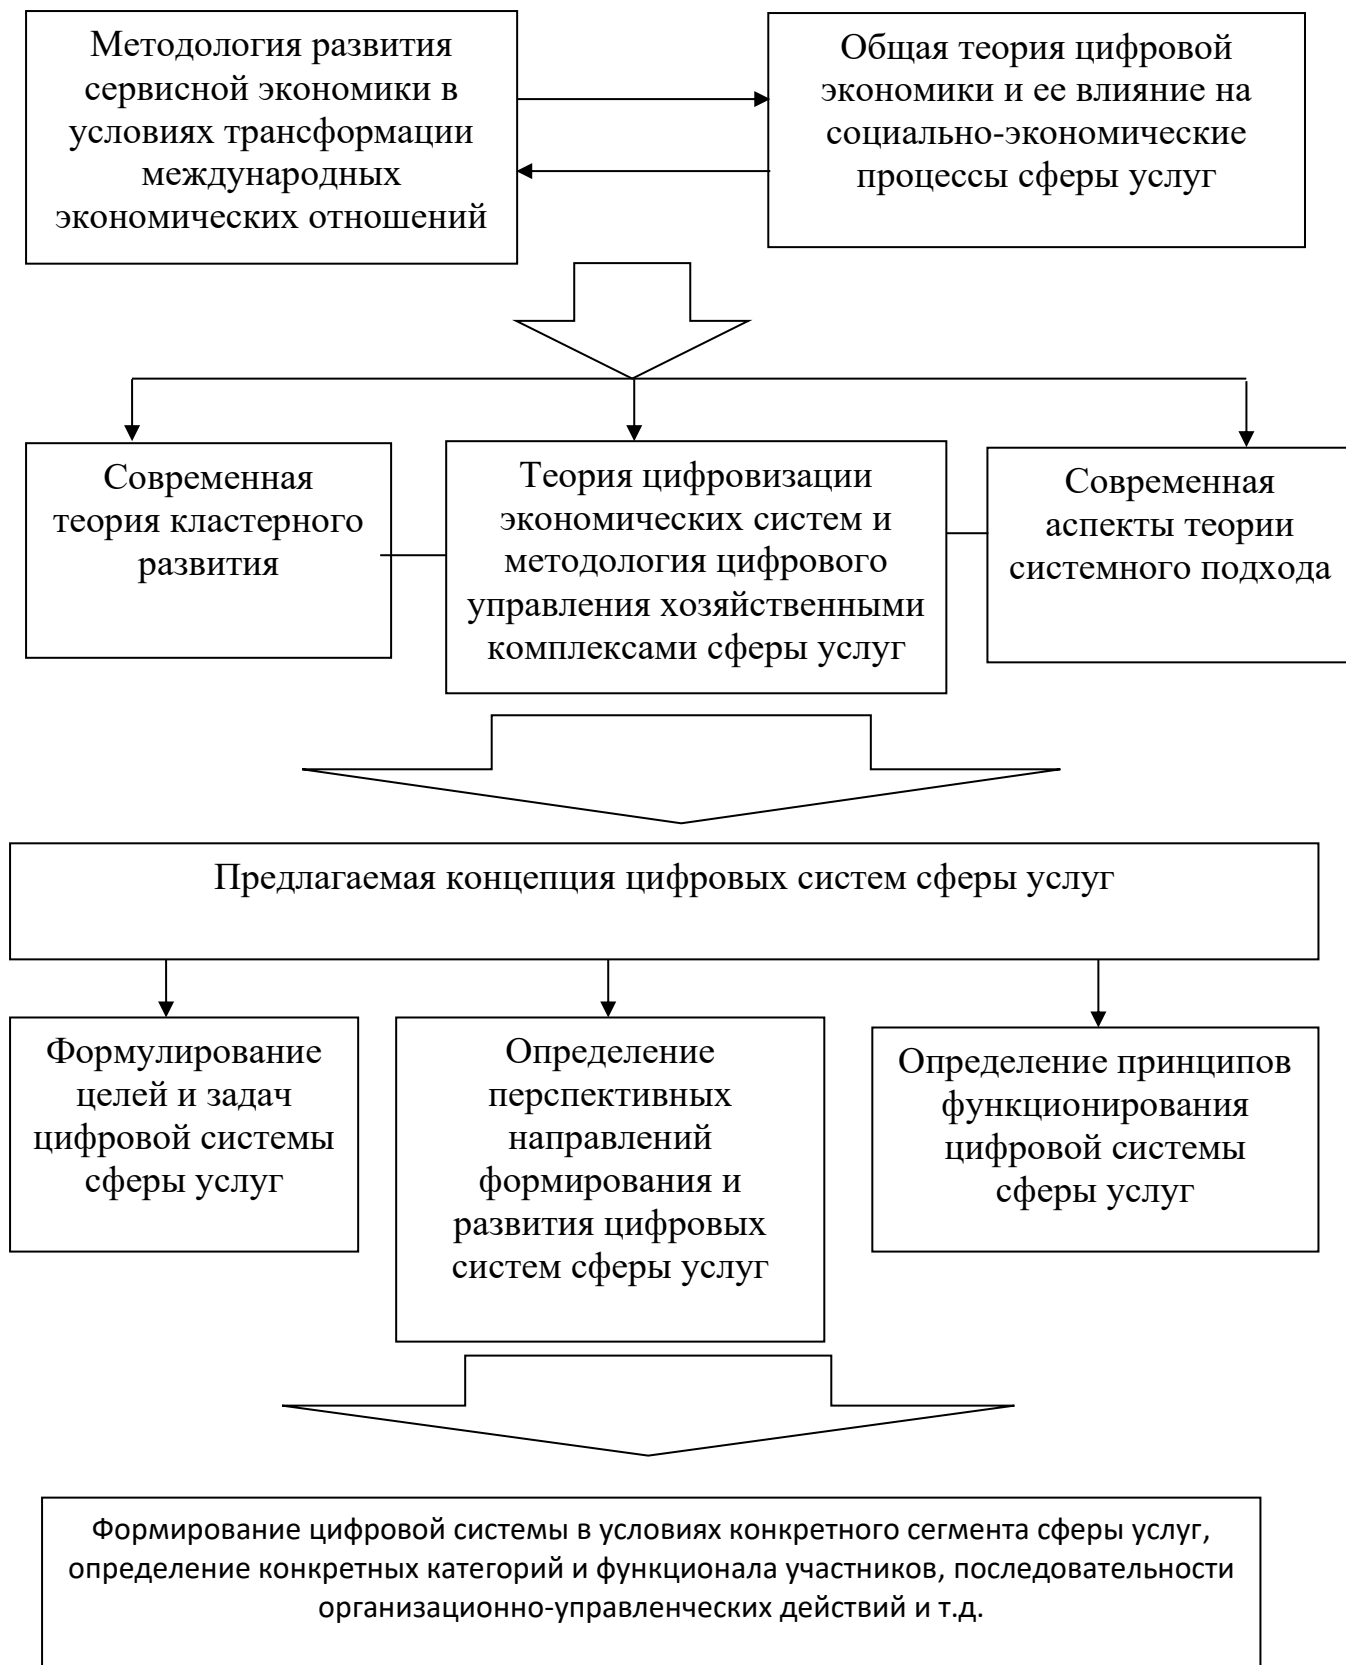 Методология развития
сервисной экономики в
условиях трансформации
международных
экономических отношений
Общая теория цифровой
экономики и ее влияние на
социально-экономические
процессы сферы услуг
Современная
теория кластерного
развития
Теория цифровизации
экономических систем и
методология цифрового
управления хозяйственными
комплексами сферы услуг
Современная
аспекты теории
системного подхода
Предлагаемая концепция цифровых систем сферы услуг
Формулирование
целей и задач
цифровой системы
сферы услуг
Определение
перспективных
направлений
формирования и
развития цифровых
систем сферы услуг
Определение принципов
функционирования
цифровой системы
сферы услуг
Формирование цифровой системы в условиях конкретного сегмента сферы услуг,
определение конкретных категорий и функционала участников, последовательности
организационно-управленческих действий и т.д.